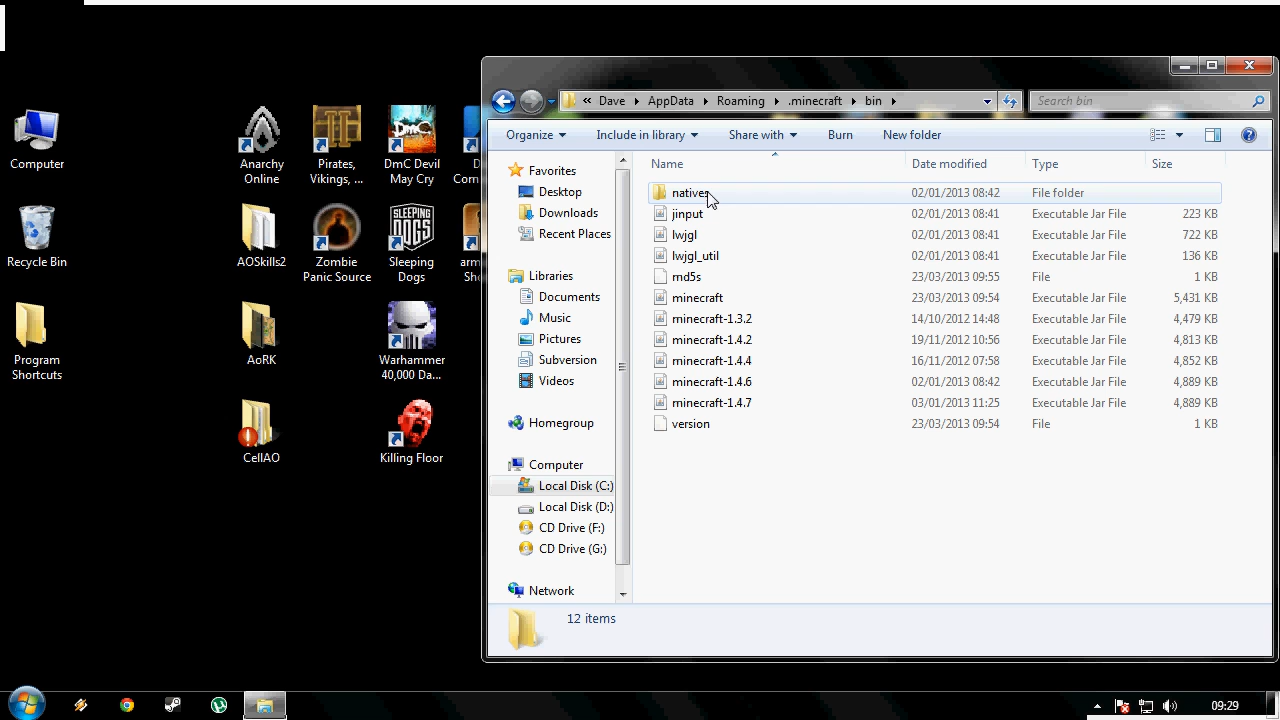 Computer
Recycle Bin
Program
Shortcuts
Anarchy
Online
Pirates,
Vikings, ...
DmC Devil
May Cry
D
Com
AOSkills2
Zombie
Panic Source
Sleeping
Dogs
arm
Sh
AoRK
Warhammer
40,000 Da...
CellAO
Killing Floor
« Dave AppData Roaming .minecraft bin
Search bin
Organize Include in library Share with Burn New folder
Favorites
Desktop
Downloads
Recent Places
Libraries
Documents
Music
Pictures
Subversion
Videos
Homegroup
Computer
Local Disk (C:)
Local Disk (D:)
CD Drive (F:)
CD Drive (G:)
Network
Name Date modified Type Size
natives 02/01/2013 08:42 File folder
jinput 02/01/2013 08:41 Executable Jar File 223 KB
lwjgl 02/01/2013 08:41 Executable Jar File 722 KB
lwjgl_util 02/01/2013 08:41 Executable Jar File 136 KB
md5s 23/03/2013 09:55 File 1 KB
minecraft 23/03/2013 09:54 Executable Jar File 5,431 KB
minecraft-1.3.2 14/10/2012 14:48 Executable Jar File 4,479 KB
minecraft-1.4.2 19/11/2012 10:56 Executable Jar File 4,813 KB
minecraft-1.4.4 16/11/2012 07:58 Executable Jar File 4,852 KB
minecraft-1.4.6 02/01/2013 08:42 Executable Jar File 4,889 KB
minecraft-1.4.7 03/01/2013 11:25 Executable Jar File 4,889 KB
version 23/03/2013 09:54 File 1 KB
12 items
09:29